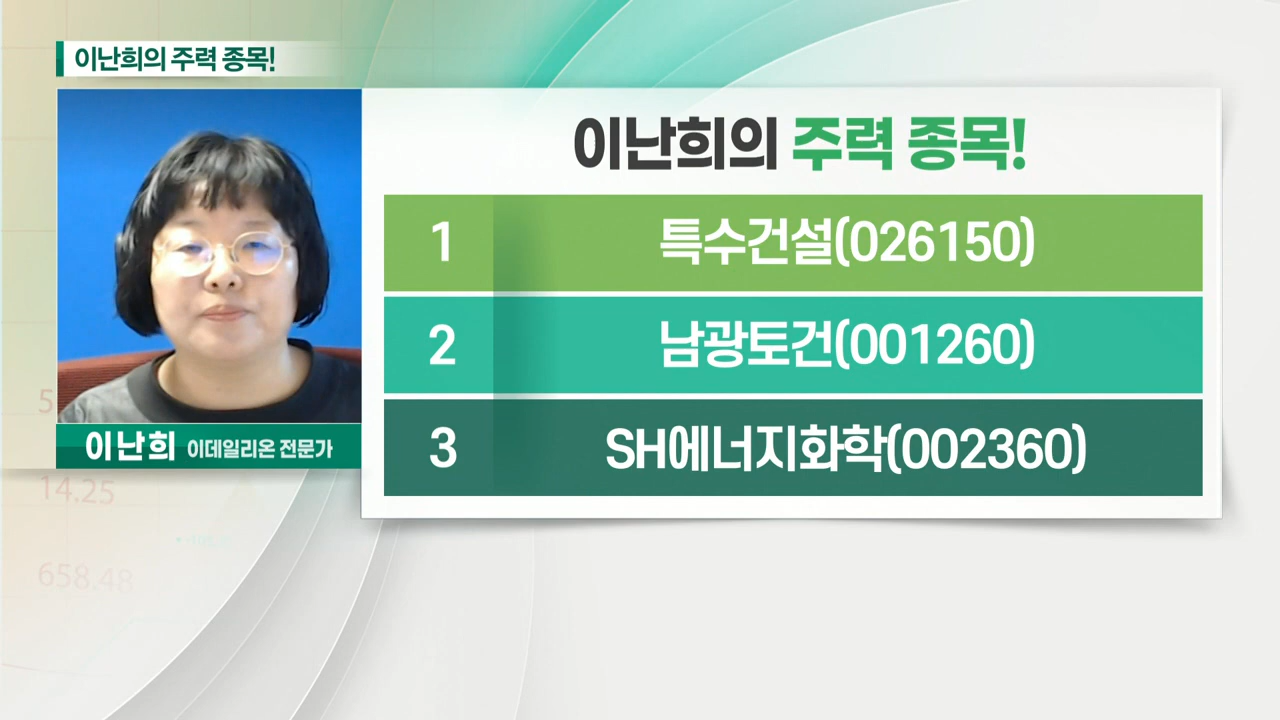 이난희의 주력 종목!
이난희의 주력 종목!
1 특수건설(026150)
2 남광토건(001260)
3 SH에너지화학(002360)
이난희 이데일리온 전문가
14.25
658.48